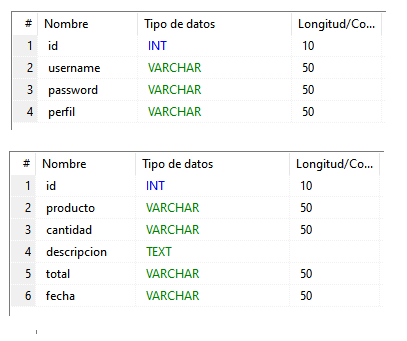 # Nombre Tipo de datos Longitud/Co...
1 id INT 10
2 username VARCHAR 50
3 password VARCHAR 50
4 perfil VARCHAR 50
# Nombre Tipo de datos Longitud/Co...
1 id INT 10
2 producto VARCHAR 50
3 cantidad VARCHAR 50
4 descripcion TEXT
5 total VARCHAR 50
6 fecha VARCHAR 50